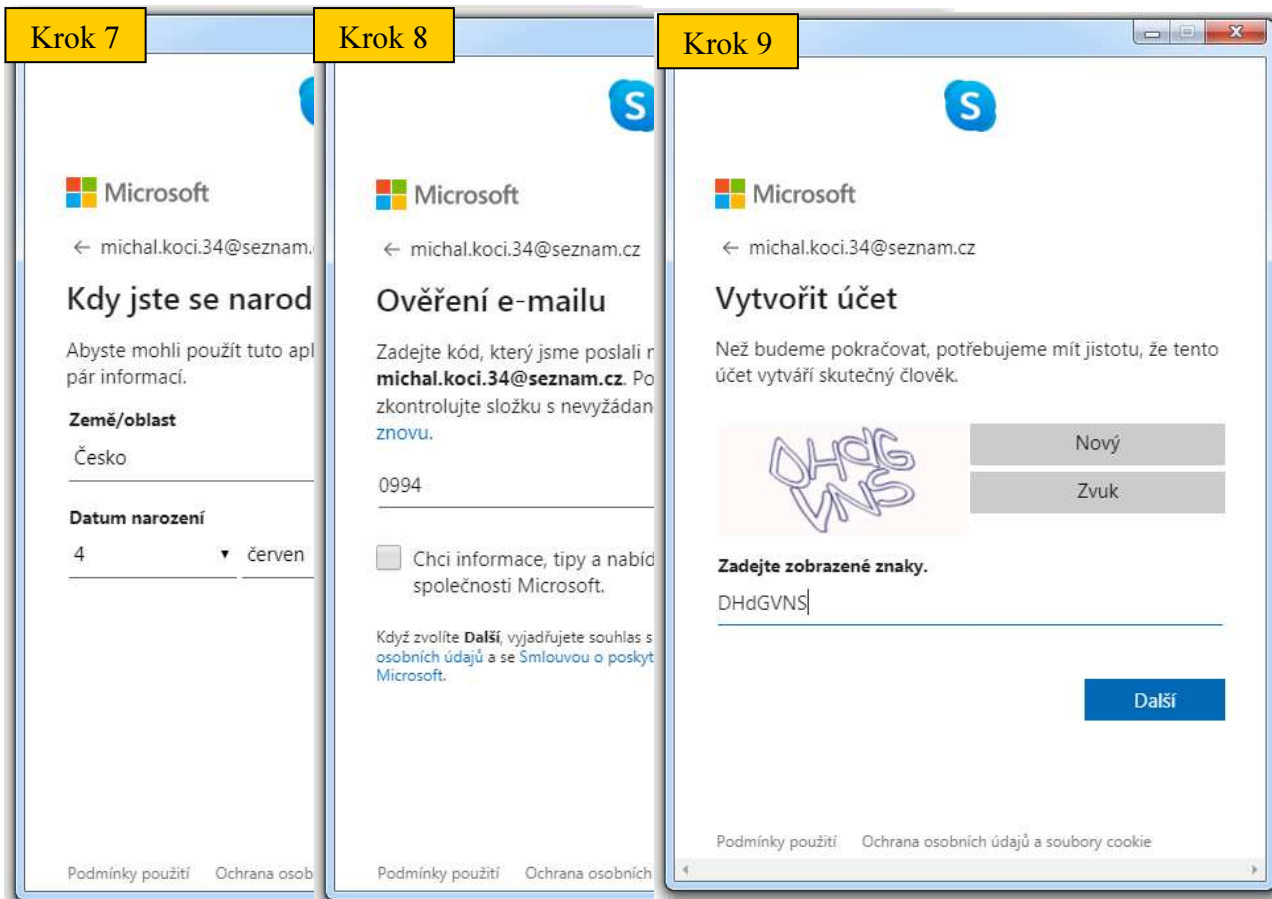 Krok 7
Microsoft
← michal.koci.34@seznam.
Kdy jste se narod
Abyste mohli použít tuto apl
pár informací.
Země/oblast
Česko
Datum narození
4 ▾ červen
Podmínky použití Ochrana osob
Krok 8
S
Microsoft
← michal.koci.34@seznam.cz
Ověření e-mailu
Zadejte kód, který jsme poslali n
michal.koci.34@seznam.cz. Po
zkontrolujte složku s nevyžádan
znovu.
0994
Chci informace, tipy a nabíd
společnosti Microsoft.
Když zvolíte Další, vyjadřujete souhlas s
osobních údajů a se Smlouvou o poskyt
Microsoft.
Podmínky použití Ochrana osobních
Krok 9
S
Microsoft
← michal.koci.34@seznam.cz
Vytvořit účet
Než budeme pokračovat, potřebujeme mít jistotu, že tento
účet vytváří skutečný člověk.
DHdG
VNS
Nový
Zvuk
Zadejte zobrazené znaky.
DHdGVNS
Další
Podmínky použití Ochrana osobních údajů a soubory cookie